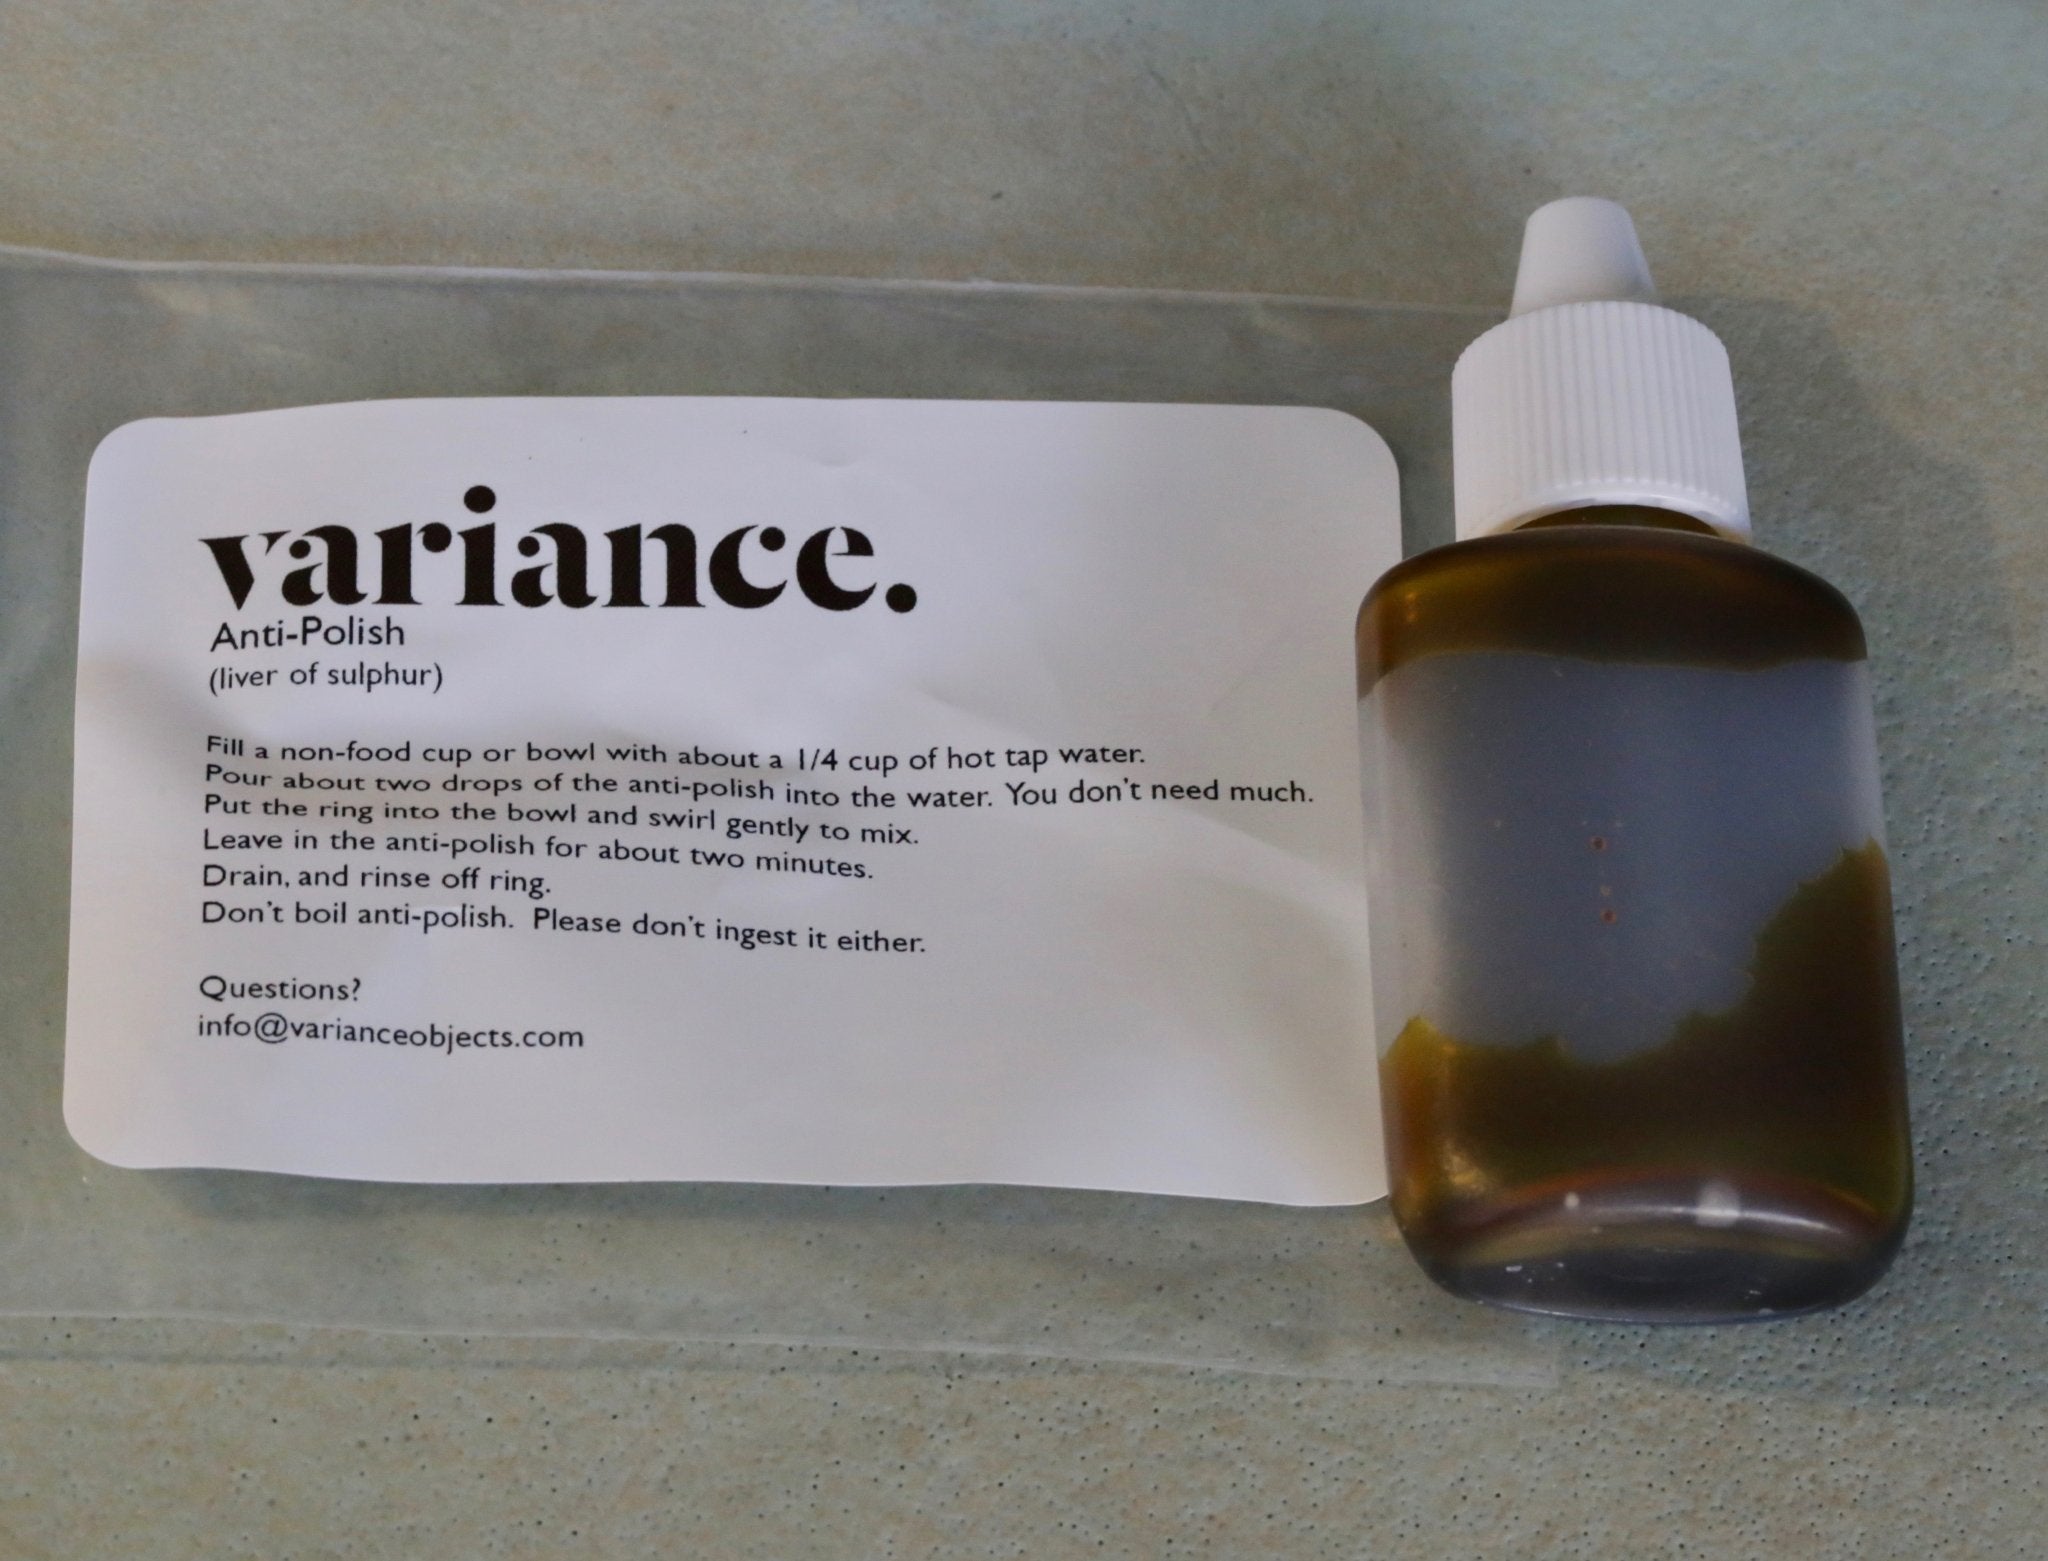 variance.
Anti-Polish
(liver of sulphur)
Fill a non-food cup or bowl with about a 1/4 cup of hot tap water.
Pour about two drops of the anti-polish into the water. You don't need much.
Put the ring into the bowl and swirl gently to mix.
Leave in the anti-polish for about two minutes.
Drain, and rinse off ring.
Don't boil anti-polish. Please don't ingest it either.
Questions?
info@varianceobjects.com